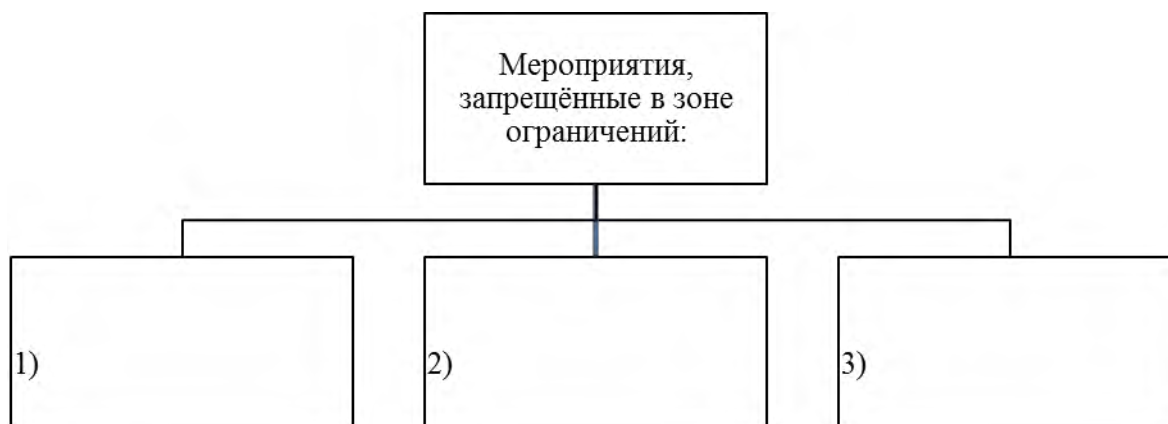 Мероприятия,
запрещённые в зоне
ограничений:
1)
2)
3)